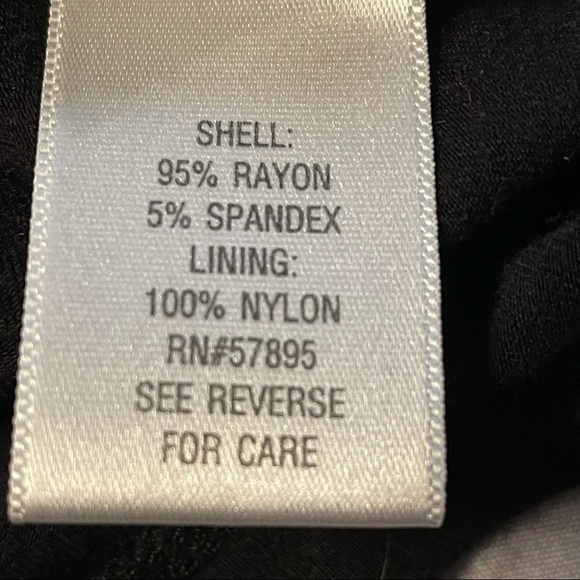 SHELL:
95% RAYON
5% SPANDEX
LINING:
100% NYLON
RN#57895
SEE REVERSE
FOR CARE